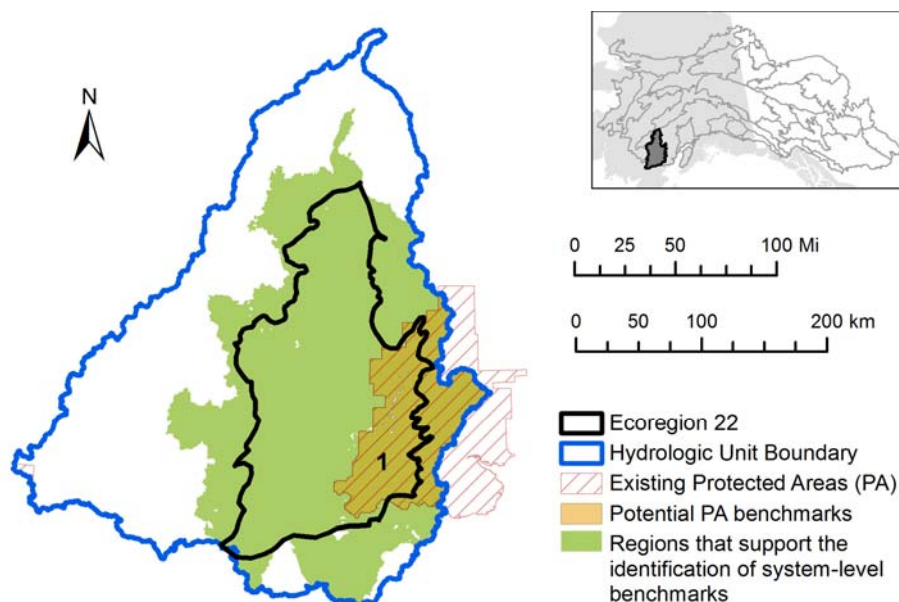 N
1
0 25 50 100 Mi
0 50 100 200 km
Ecoregion 22
Hydrologic Unit Boundary
Existing Protected Areas (PA)
Potential PA benchmarks
Regions that support the
identification of system-level
benchmarks